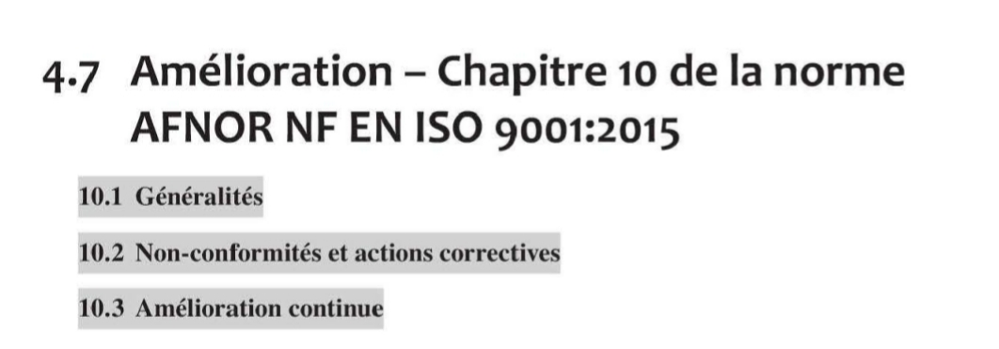 4.7 Amélioration – Chapitre 10 de la norme
AFNOR NF EN ISO 9001:2015
10.1 Généralités
10.2 Non-conformités et actions correctives
10.3 Amélioration continue